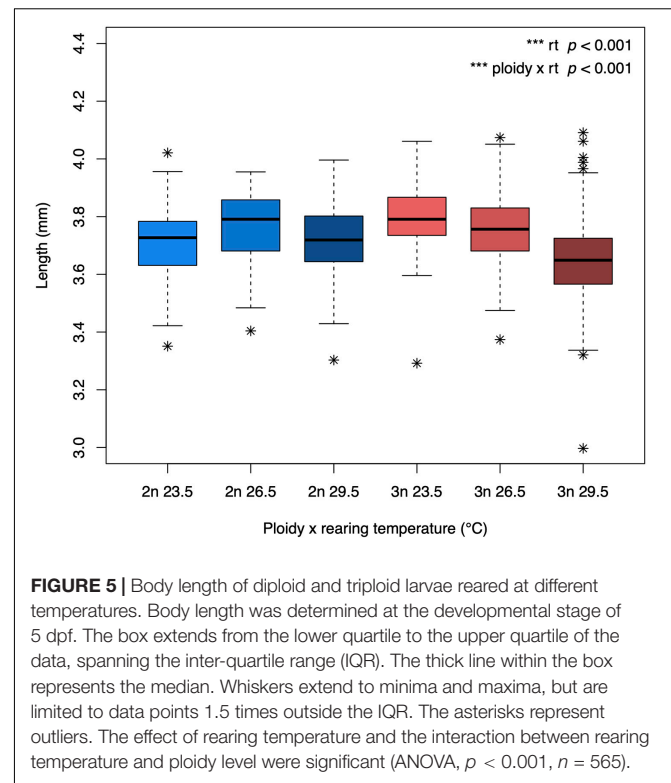 *** rt p < 0.001
*** ploidy x rt p < 0.001
4.4
4.2
4.0
3.8
3.6
3.4
3.2
3.0
Length (mm)
2n 23.5 2n 26.5 2n 29.5 3n 23.5 3n 26.5 3n 29.5
Ploidy x rearing temperature (°C)
FIGURE 5 | Body length of diploid and triploid larvae reared at different
temperatures. Body length was determined at the developmental stage of
5 dpf. The box extends from the lower quartile to the upper quartile of the
data, spanning the inter-quartile range (IQR). The thick line within the box
represents the median. Whiskers extend to minima and maxima, but are
limited to data points 1.5 times outside the IQR. The asterisks represent
outliers. The effect of rearing temperature and the interaction between rearing
temperature and ploidy level were significant (ANOVA, p < 0.001, n = 565).